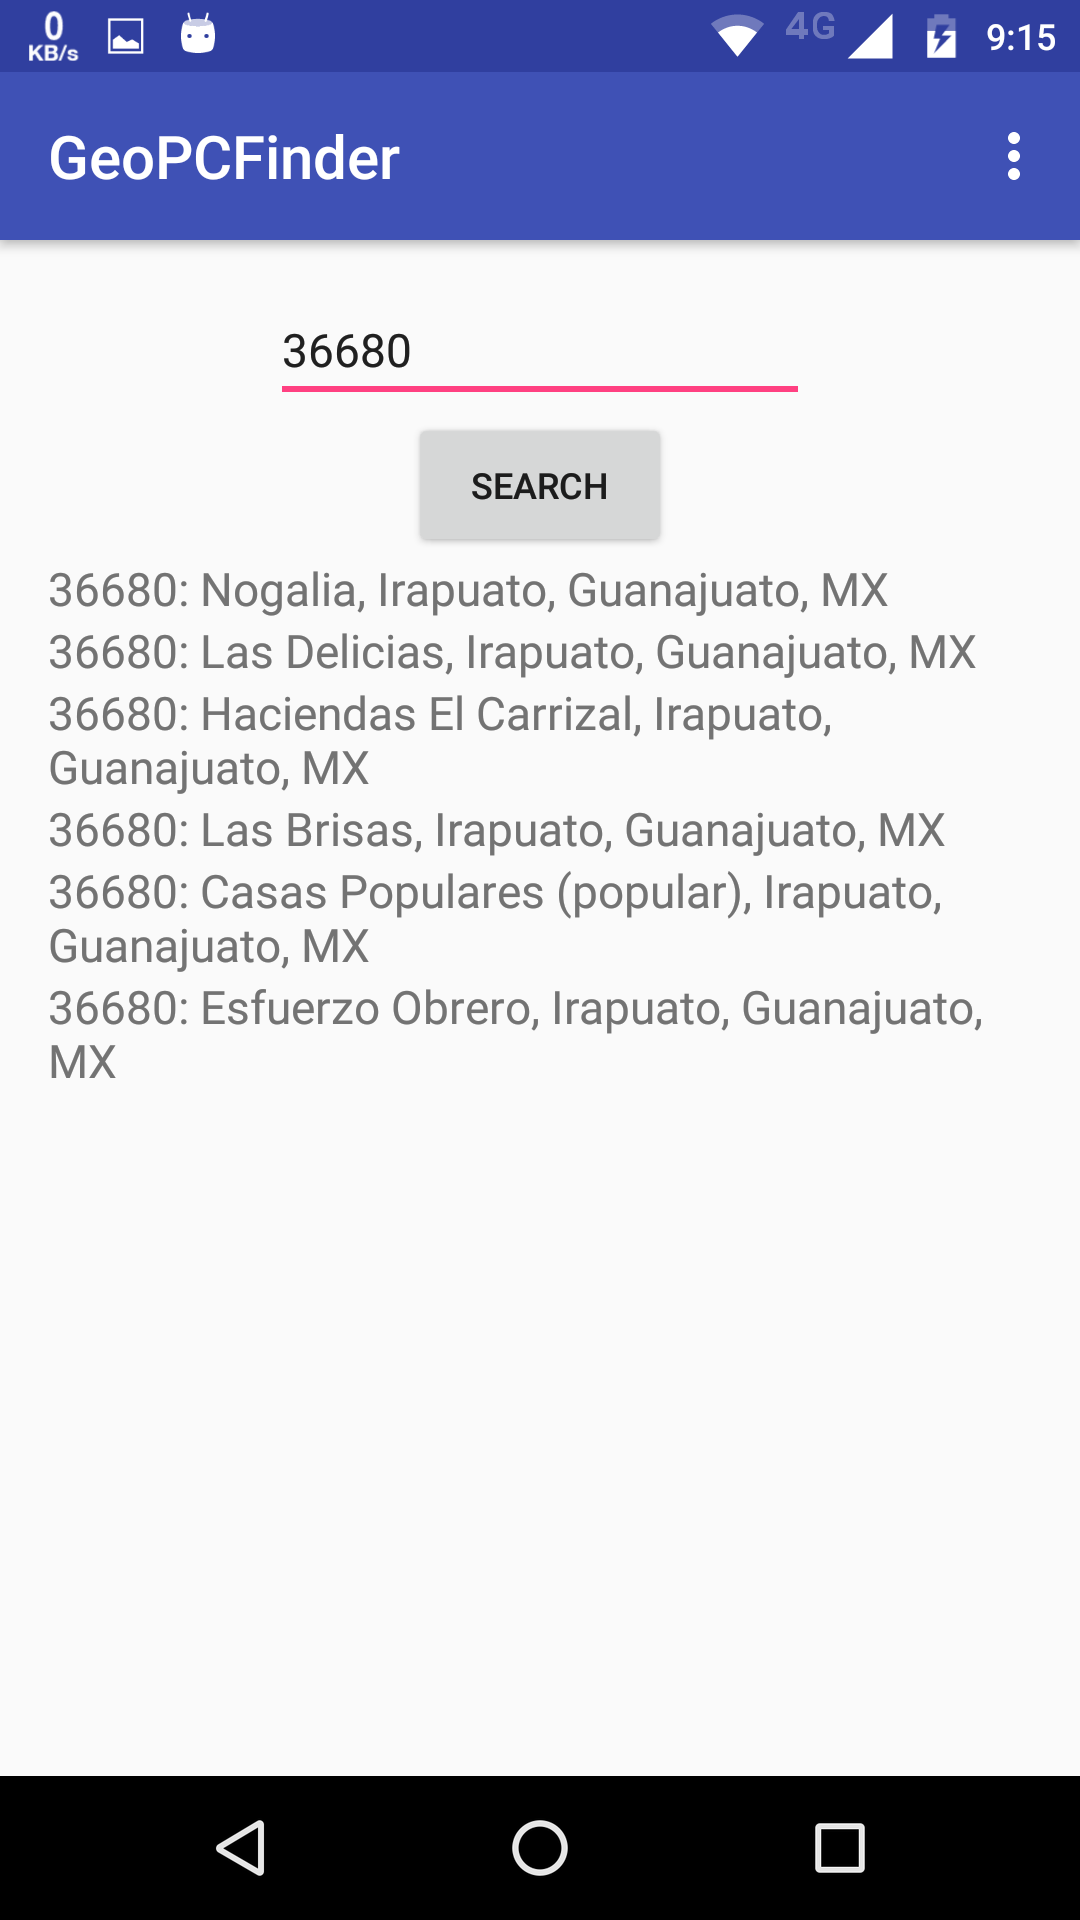 0
KB/s
4G
9:15
GeoPCFinder
36680
SEARCH
36680: Nogalia, Irapuato, Guanajuato, MX
36680: Las Delicias, Irapuato, Guanajuato, MX
36680: Haciendas El Carrizal, Irapuato,
Guanajuato, MX
36680: Las Brisas, Irapuato, Guanajuato, MX
36680: Casas Populares (popular), Irapuato,
Guanajuato, MX
36680: Esfuerzo Obrero, Irapuato, Guanajuato,
MX